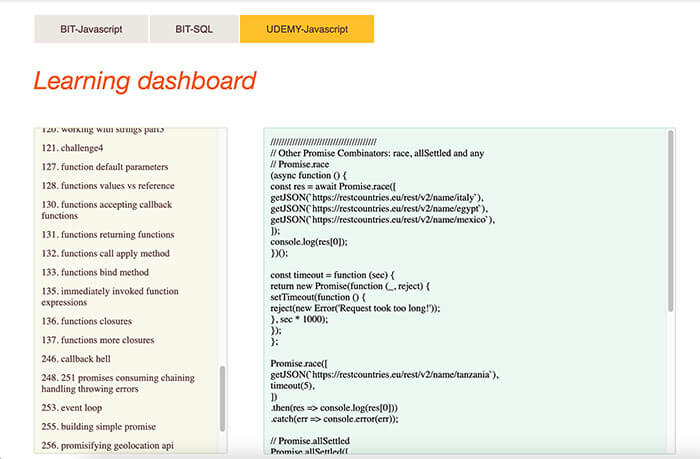 BIT-Javascript
BIT-SQL
UDEMY-Javascript
Learning dashboard
120. working with strings part3
121. challenge4
127. function default parameters
128. functions values vs reference
130. functions accepting callback
functions
131. functions returning functions
132. functions call apply method
133. functions bind method
135. immediately invoked function
expressions
136. functions closures
137. functions more closures
246. callback hell
248. 251 promises consuming chaining
handling throwing errors
253. event loop
255. building simple promise
256. promisifying geolocation api
///////////////////////////////////////
// Other Promise Combinators: race, allSettled and any
// Promise.race
(async function () {
const res = await Promise.race([
getJSON(`https://restcountries.eu/rest/v2/name/italy`),
getJSON(`https://restcountries.eu/rest/v2/name/egypt`),
getJSON(`https://restcountries.eu/rest/v2/name/mexico`),
]);
console.log(res[0]);
})();
const timeout = function (sec) {
return new Promise(function (_, reject) {
setTimeout(function () {
reject(new Error('Request took too long!'));
}, sec * 1000);
});
};
Promise.race([
getJSON(`https://restcountries.eu/rest/v2/name/tanzania`),
timeout(5),
])
.then(res => console.log(res[0]))
.catch(err => console.error(err));
// Promise.allSettled
Promise.allSettled([